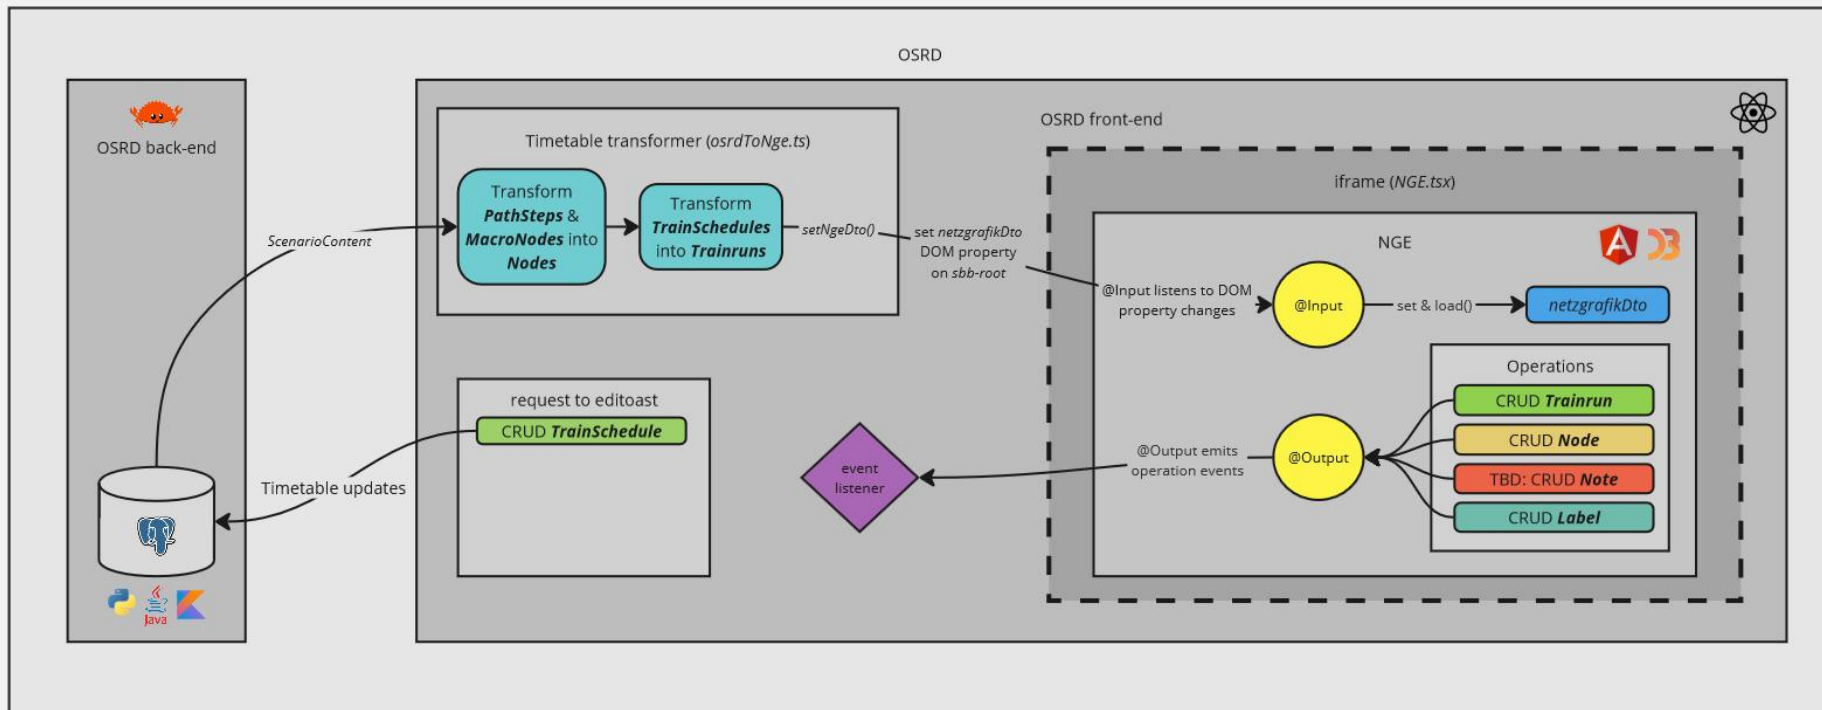 OSRD
OSRD back-end
Java
ScenarioContent
Timetable updates
Timetable transformer (osrdToNge.ts)
Transform
PathSteps &
MacroNodes into
Nodes
Transform
TrainSchedules
into Trainruns
setNgeDto()
set netzgrafikDto
DOM property
on sbb-root
OSRD front-end
iframe (NGE.tsx)
NGE
@Input listens to DOM
property changes
@Input
set & load()
netzgrafikDto
request to editoast
CRUD TrainSchedule
event
listener
@Output emits
operation events
@Output
Operations
CRUD Trainrun
CRUD Node
TBD: CRUD Note
CRUD Label